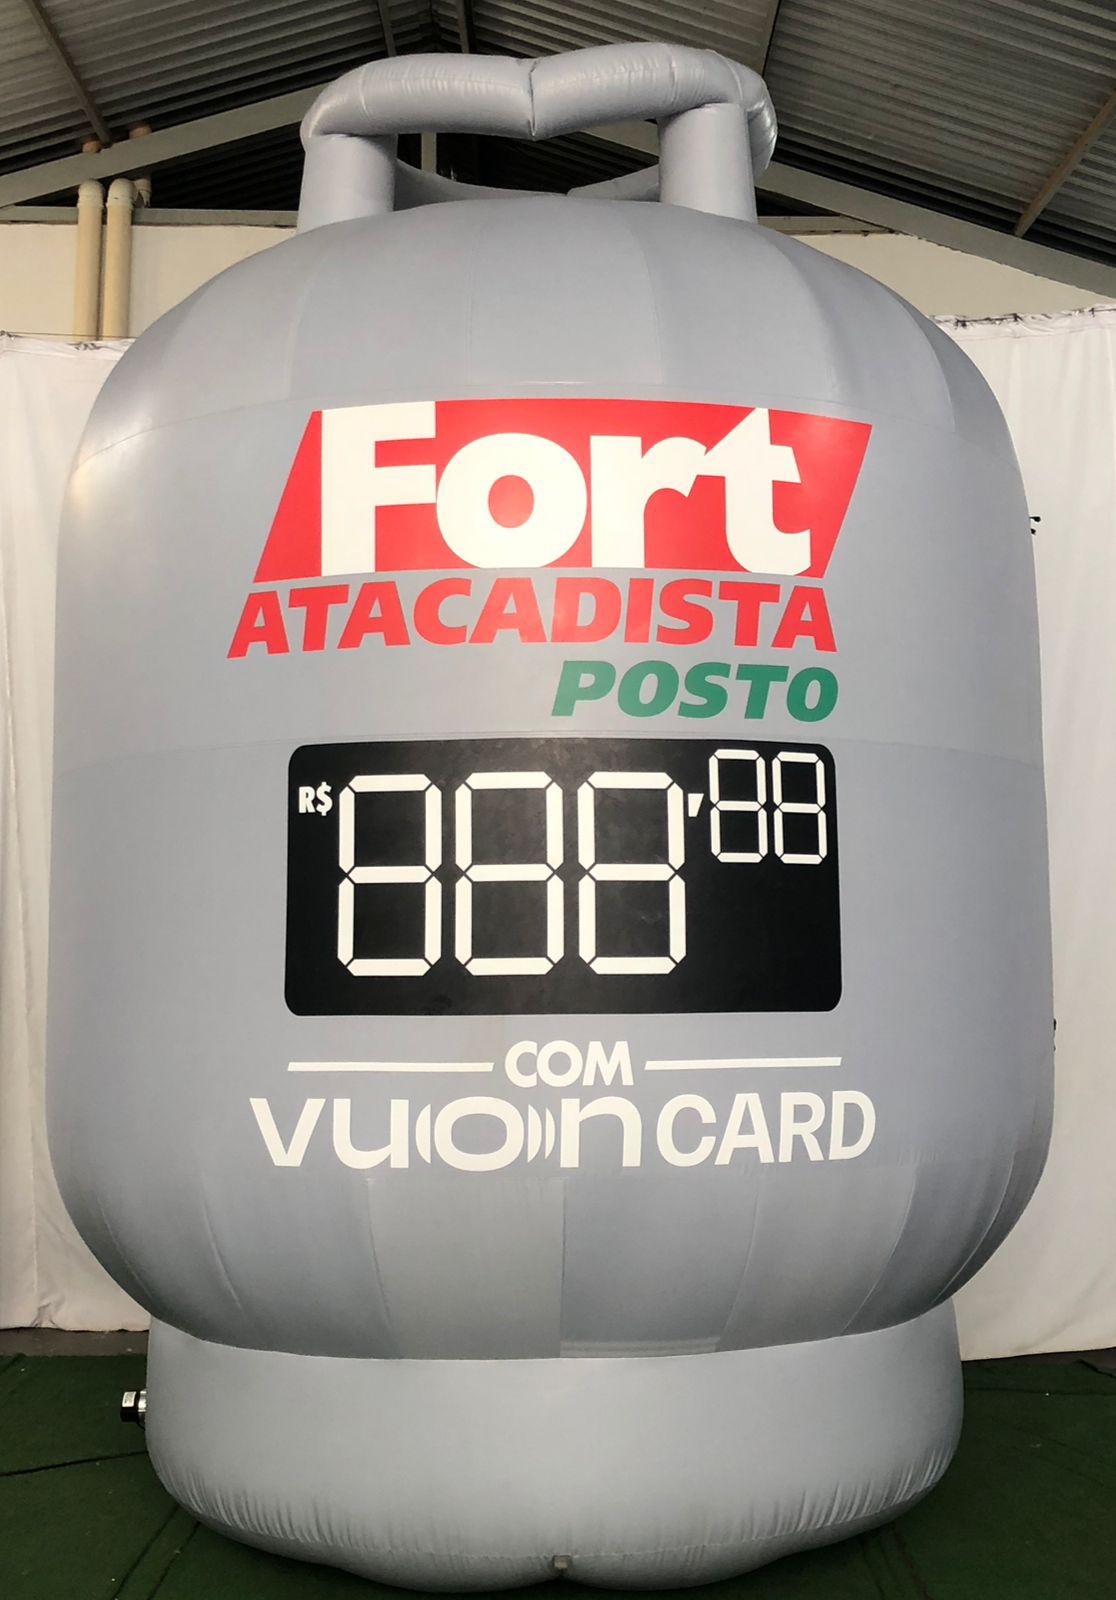 Fort
ATACADISTA
POSTO
R$ 888,88
COM
VUON CARD